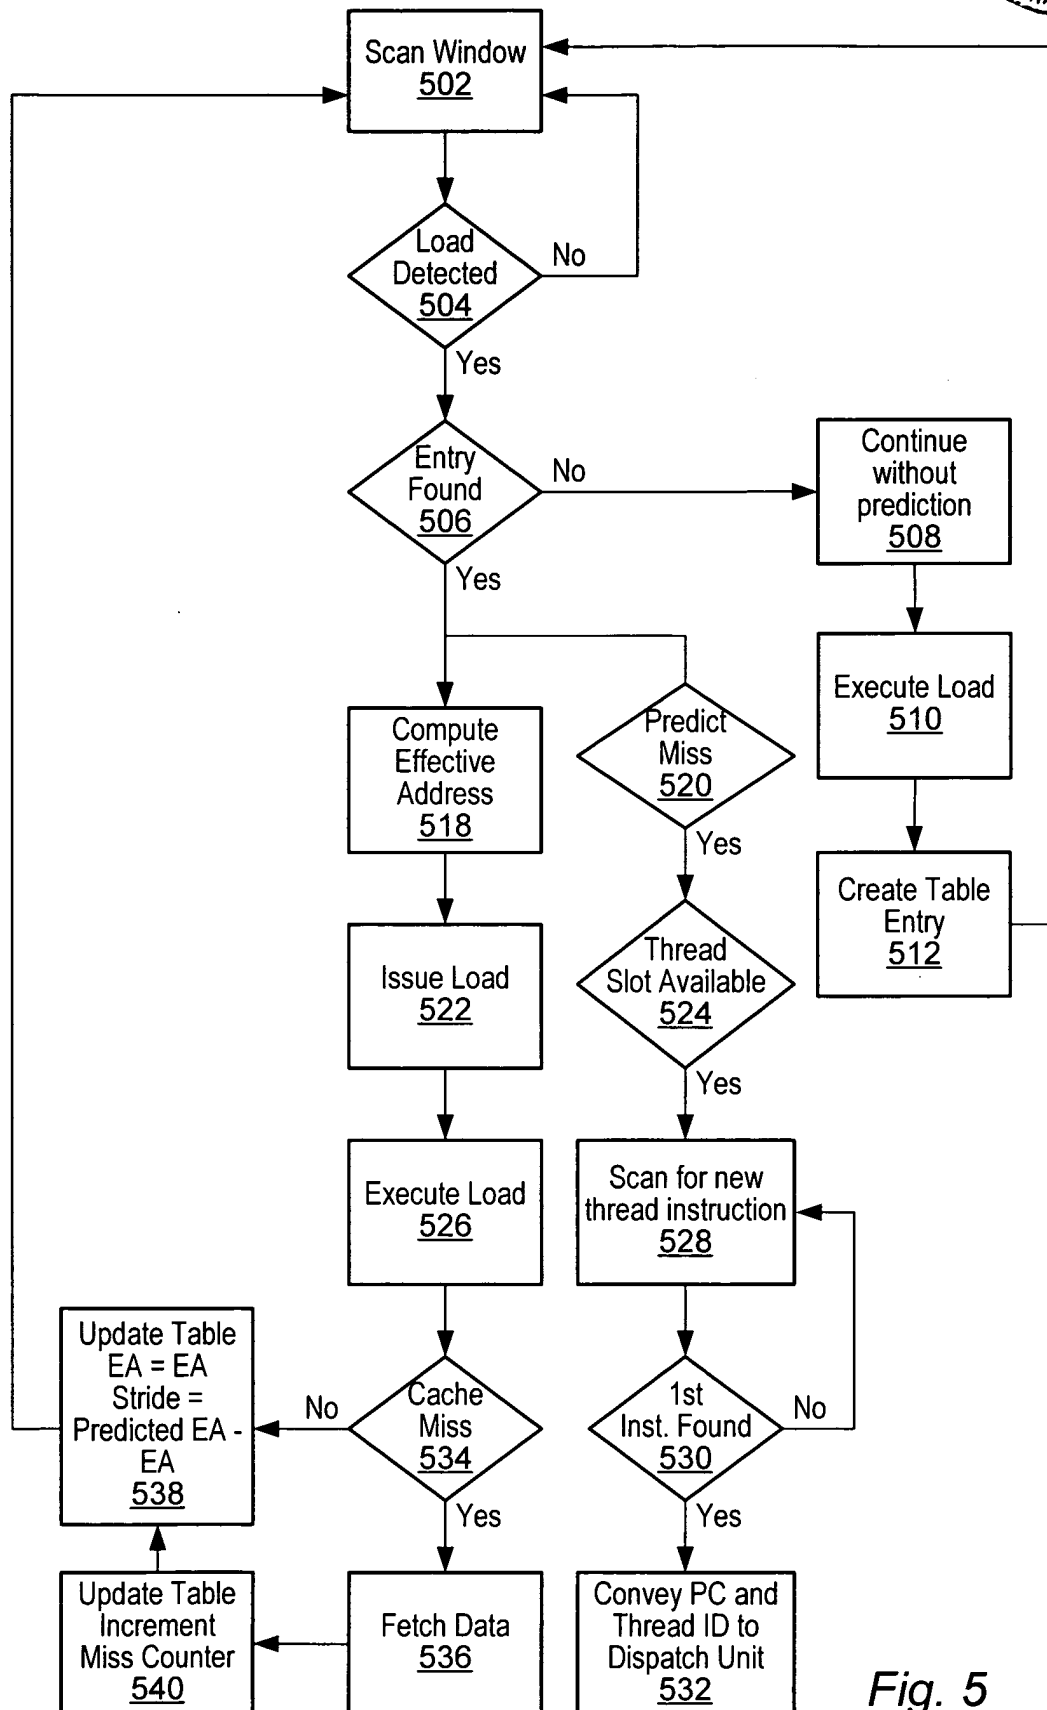 Scan Window
502
Load
Detected
504
No
Yes
Entry
Found
506
No
Yes
Continue
without
prediction
508
Execute Load
510
Create Table
Entry
512
Compute
Effective
Address
518
Predict
Miss
520
Yes
Issue Load
522
Thread
Slot Available
524
Yes
Execute Load
526
Scan for new
thread instruction
528
Update Table
EA = EA
Stride =
Predicted EA -
EA
538
No
Cache
Miss
534
Yes
1st
Inst. Found
530
No
Yes
Update Table
Increment
Miss Counter
540
Fetch Data
536
Convey PC and
Thread ID to
Dispatch Unit
532
Fig. 5